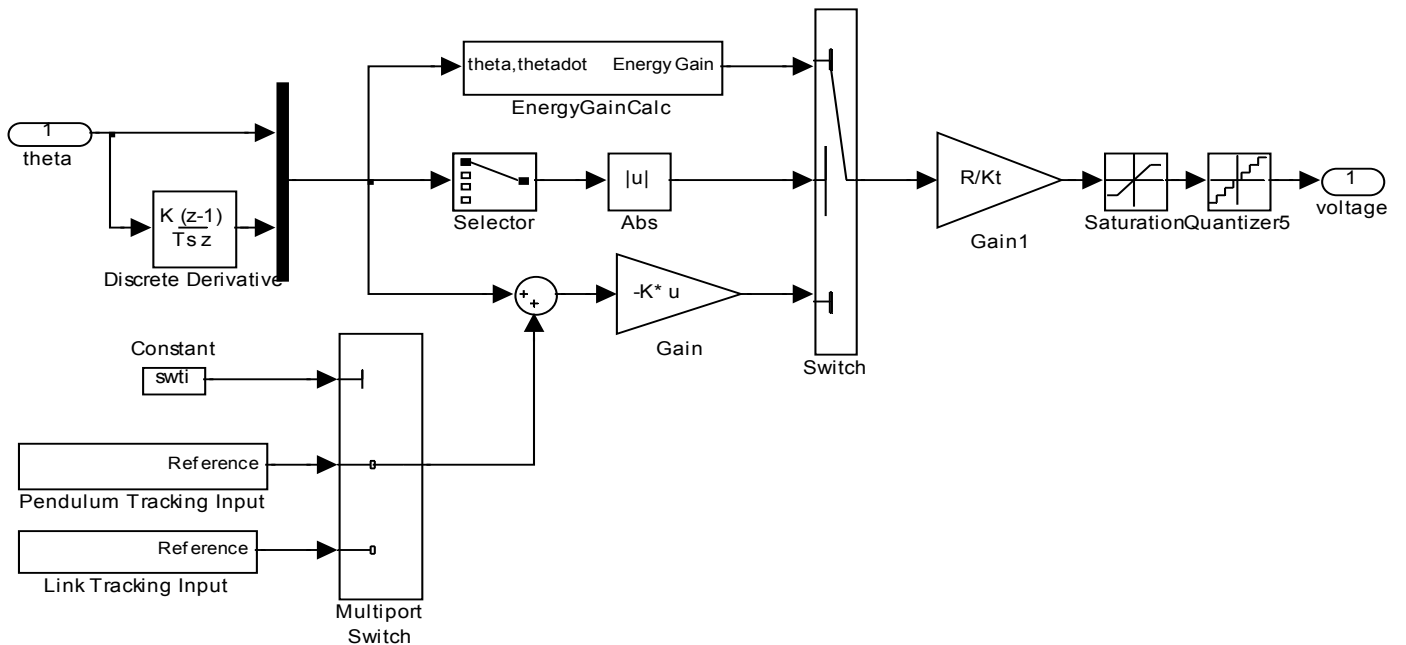 theta,thetadot Energy Gain
EnergyGainCalc
1
theta
K (z-1)
Ts z
Discrete Derivative
Selector
|u|
Abs
+
+
-K* u
Gain
Switch
R/Kt
Gain1
Saturation
Quantizer5
1
voltage
Constant
swti
Reference
Pendulum Tracking Input
Reference
Link Tracking Input
Multiport
Switch